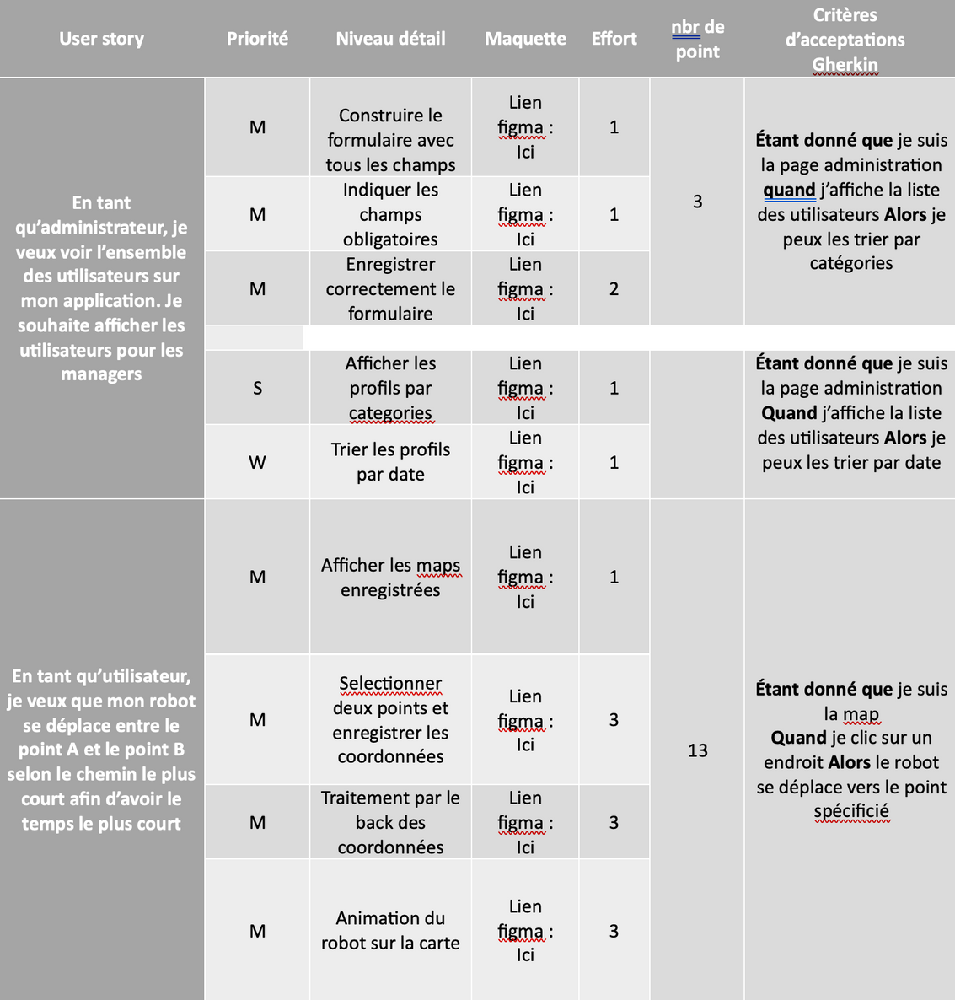 User story
Priorité
Niveau détail
Maquette
Effort
nbr de
point
Critères
d’acceptations
Gherkin
En tant
qu’administrateur, je
veux voir l’ensemble
des utilisateurs sur
mon application. Je
souhaite afficher les
utilisateurs pour les
managers
M
Construire le
formulaire avec
tous les champs
Lien
figma :
Ici
1
3
Étant donné que je suis
la page administration
quand j’affiche la liste
des utilisateurs Alors je
peux les trier par
catégories
M
Indiquer les
champs
obligatoires
Lien
figma :
Ici
1
M
Enregistrer
correctement le
formulaire
Lien
figma :
Ici
2
S
Afficher les
profils par
categories
Lien
figma :
Ici
1
Étant donné que je suis
la page administration
Quand j’affiche la liste
des utilisateurs Alors je
peux les trier par date
W
Trier les profils
par date
Lien
figma :
Ici
1
En tant qu’utilisateur,
je veux que mon robot
se déplace entre le
point A et le point B
selon le chemin le plus
court afin d’avoir le
temps le plus court
M
Afficher les maps
enregistrées
Lien
figma :
Ici
1
13
Étant donné que je suis
la map
Quand je clic sur un
endroit Alors le robot
se déplace vers le point
spécificié
M
Selectionner
deux points et
enregistrer les
coordonnées
Lien
figma :
Ici
3
M
Traitement par le
back des
coordonnées
Lien
figma :
Ici
3
M
Animation du
robot sur la carte
Lien
figma :
Ici
3